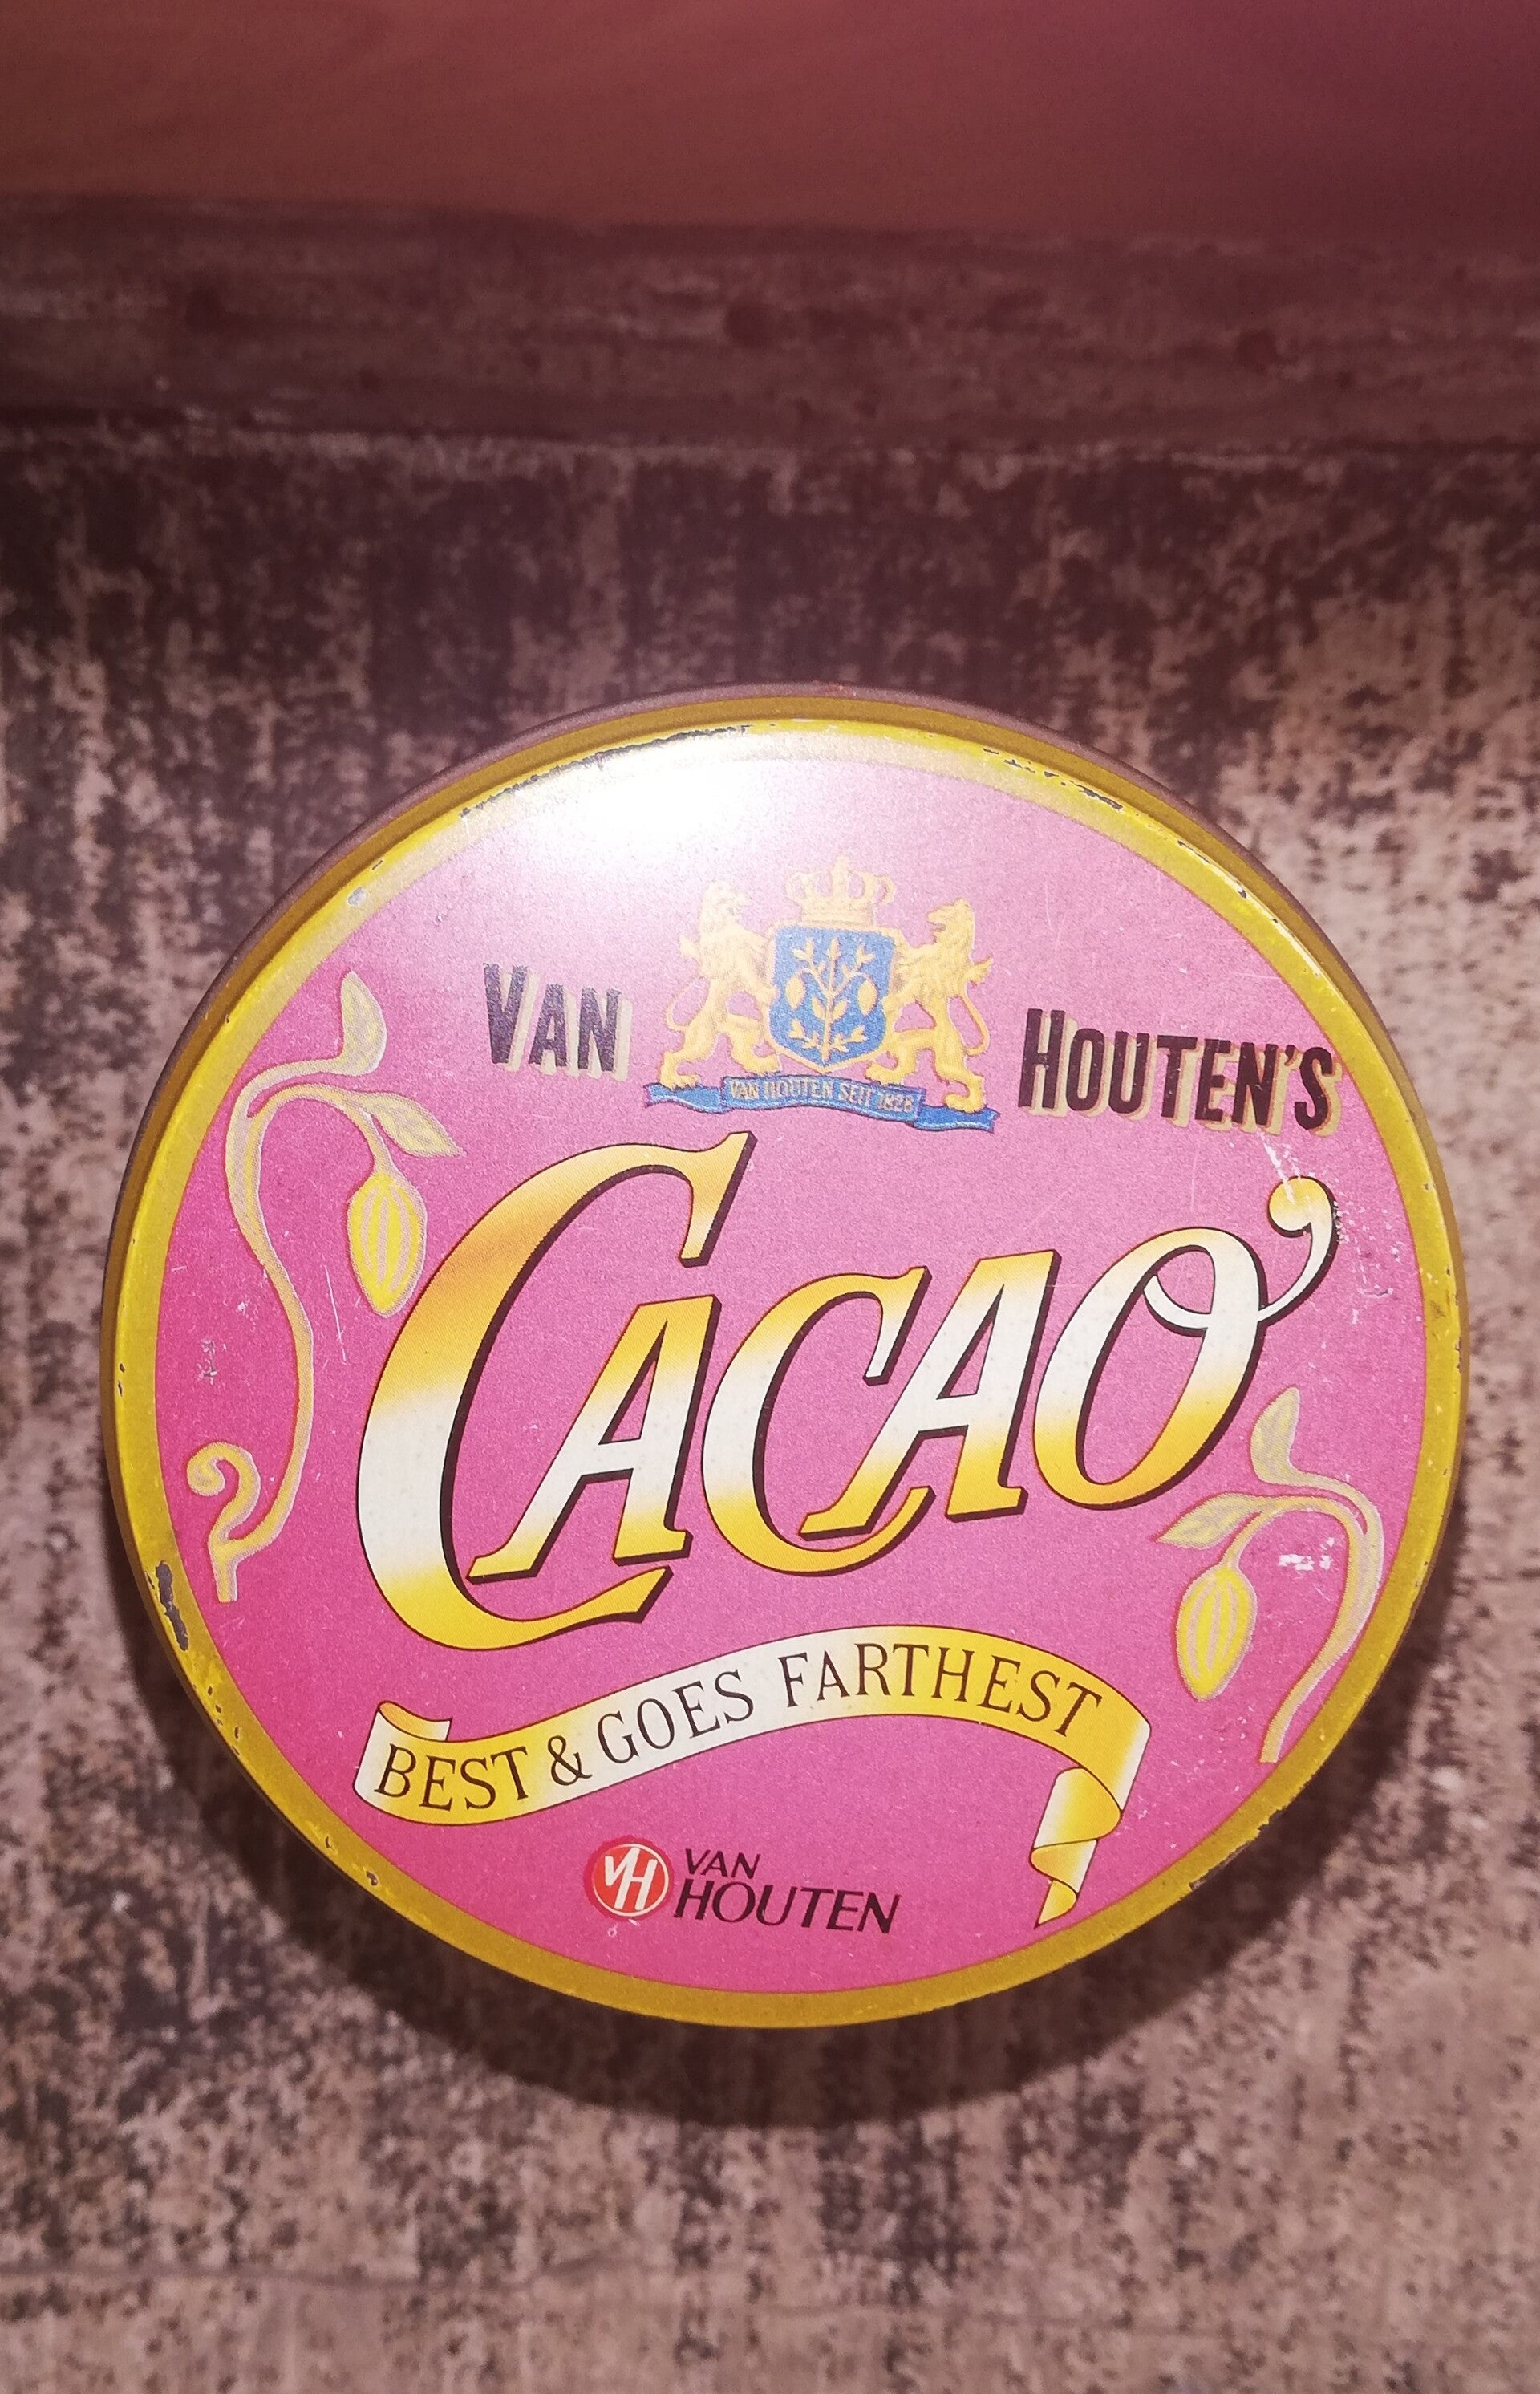 VAN HOUTEN'S
VAN HOUTEN SEIT 1828
CACAO
BEST & GOES FARTHEST
VH
VAN
HOUTEN